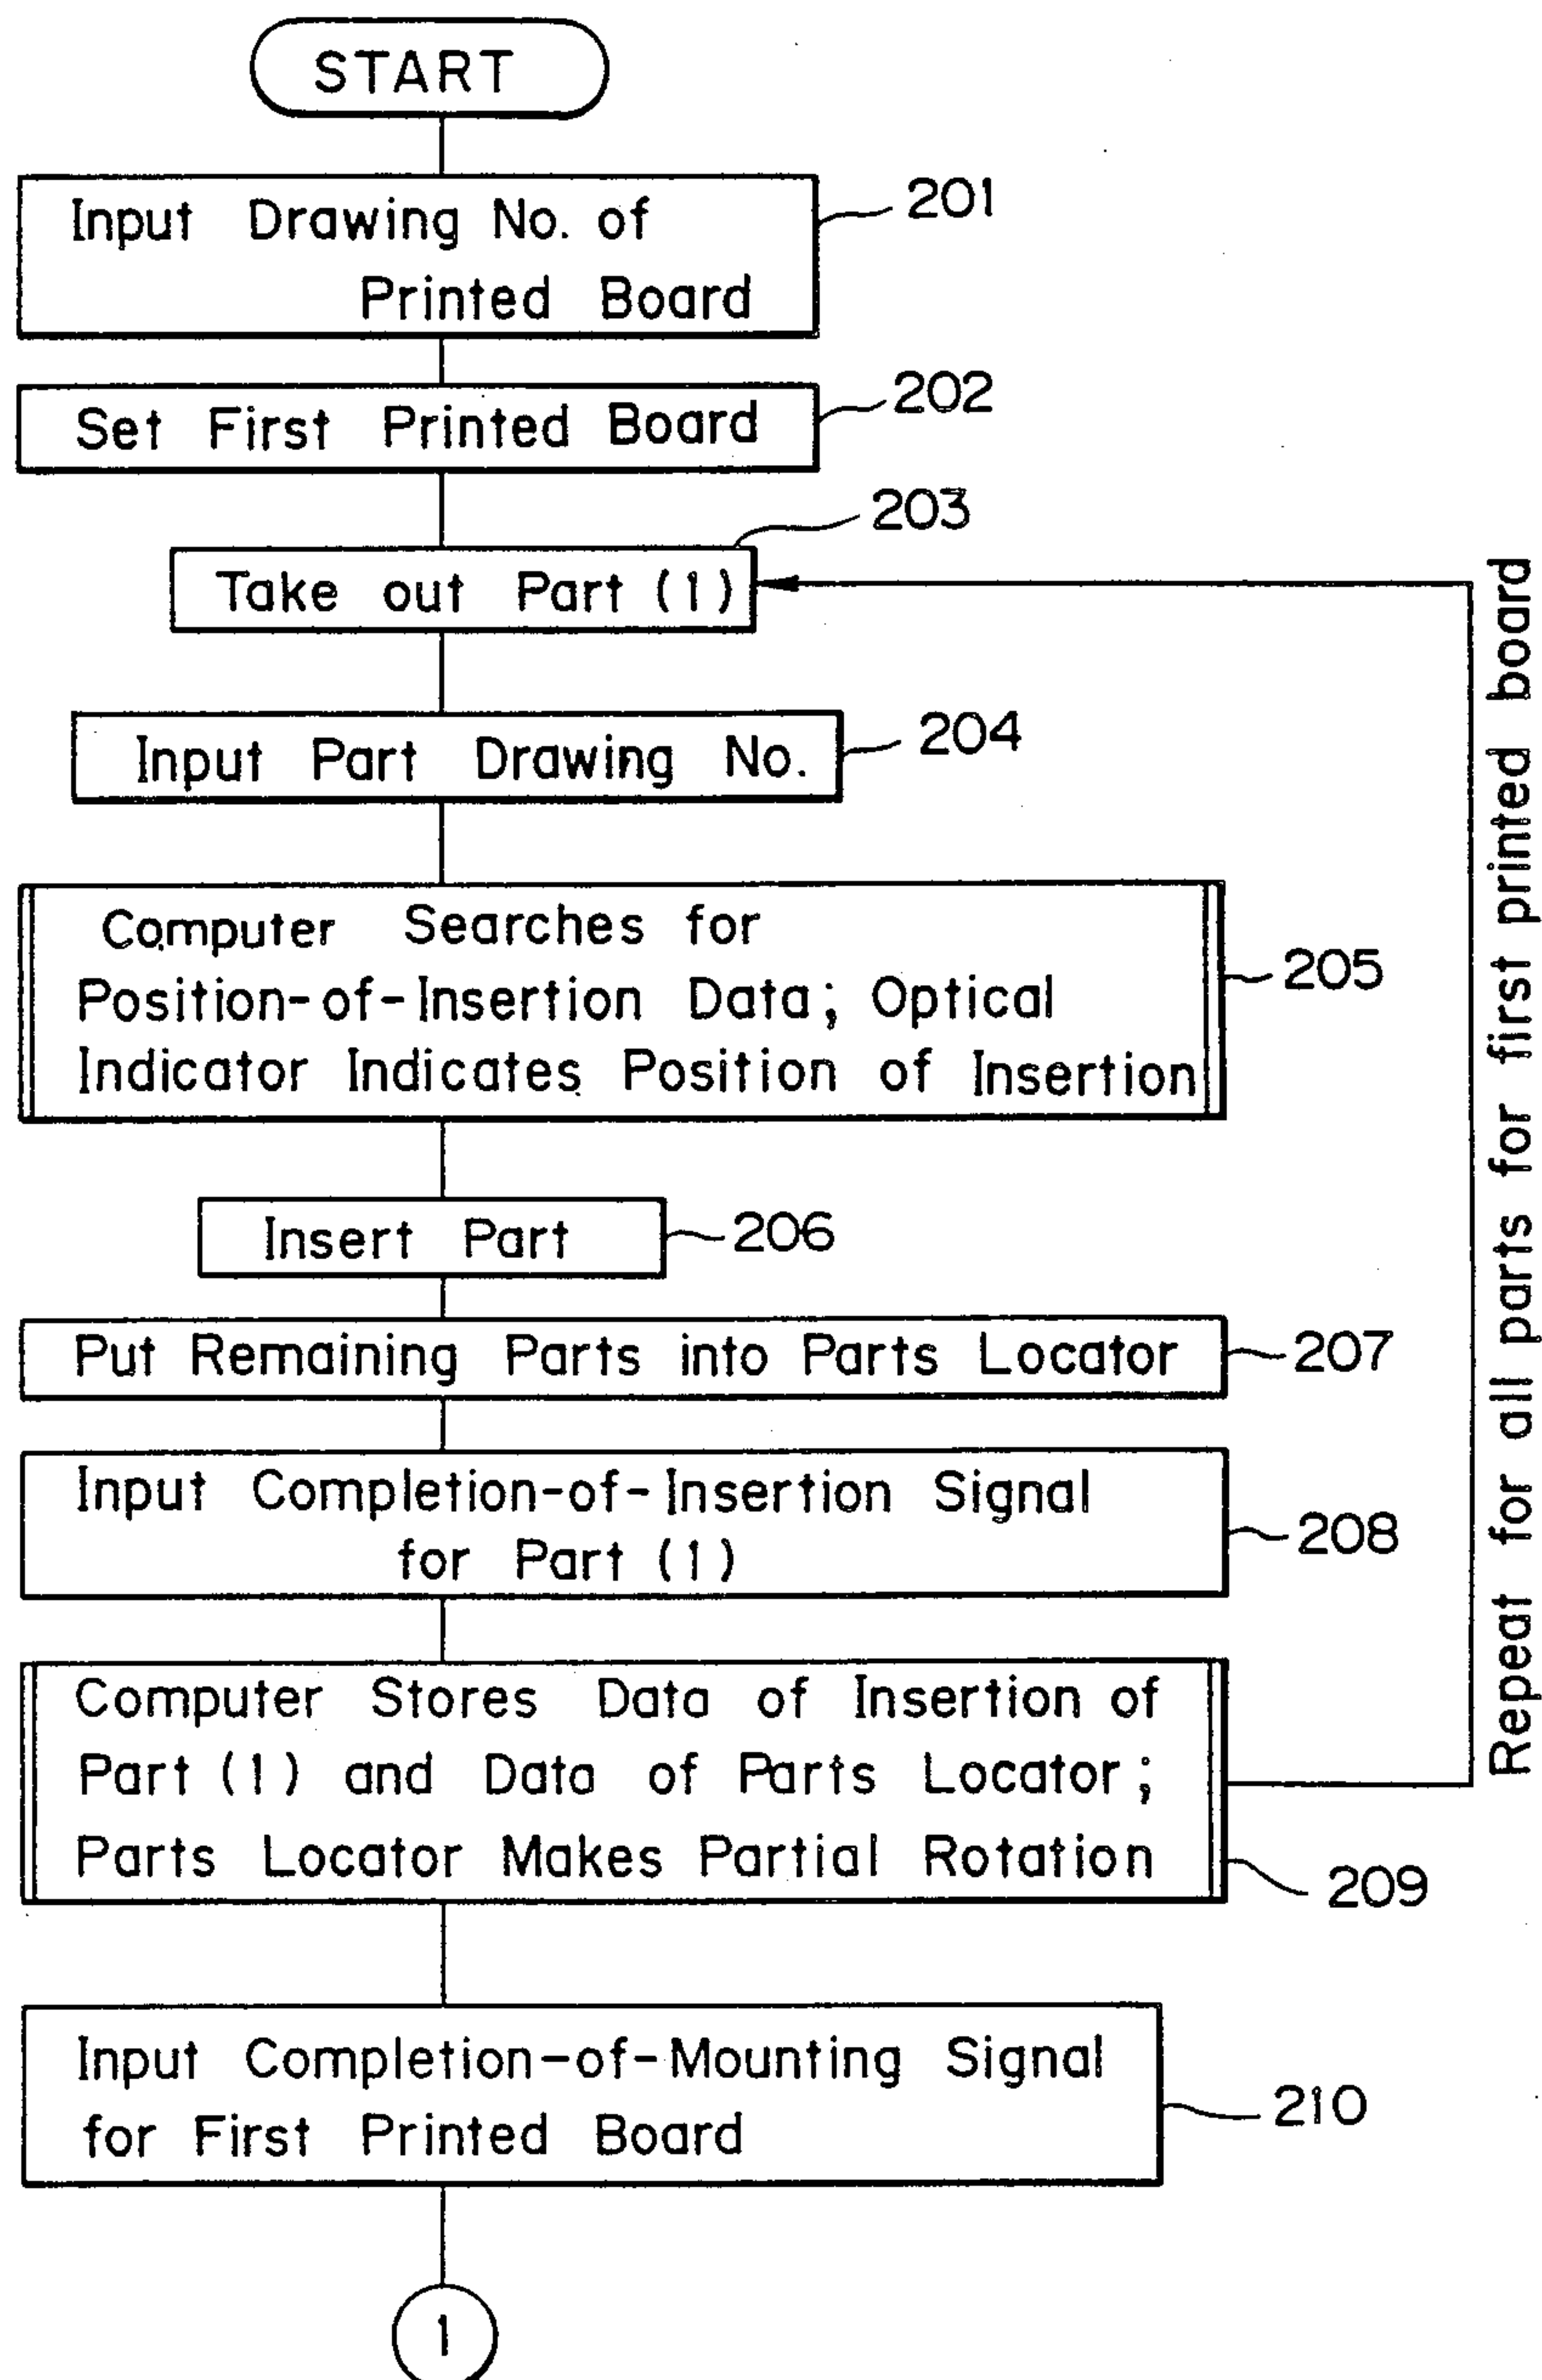 START
Input Drawing No. of
Printed Board
201
Set First Printed Board
202
203
Take out Part (1)
Input Part Drawing No.
204
Computer Searches for
Position-of-Insertion Data; Optical
Indicator Indicates Position of Insertion
205
Insert Part
206
Put Remaining Parts into Parts Locator
207
Input Completion-of-Insertion Signal
for Part (1)
208
Computer Stores Data of Insertion of
Part (1) and Data of Parts Locator;
Parts Locator Makes Partial Rotation
209
Repeat for all parts for first printed board
Input Completion-of-Mounting Signal
for First Printed Board
210
1